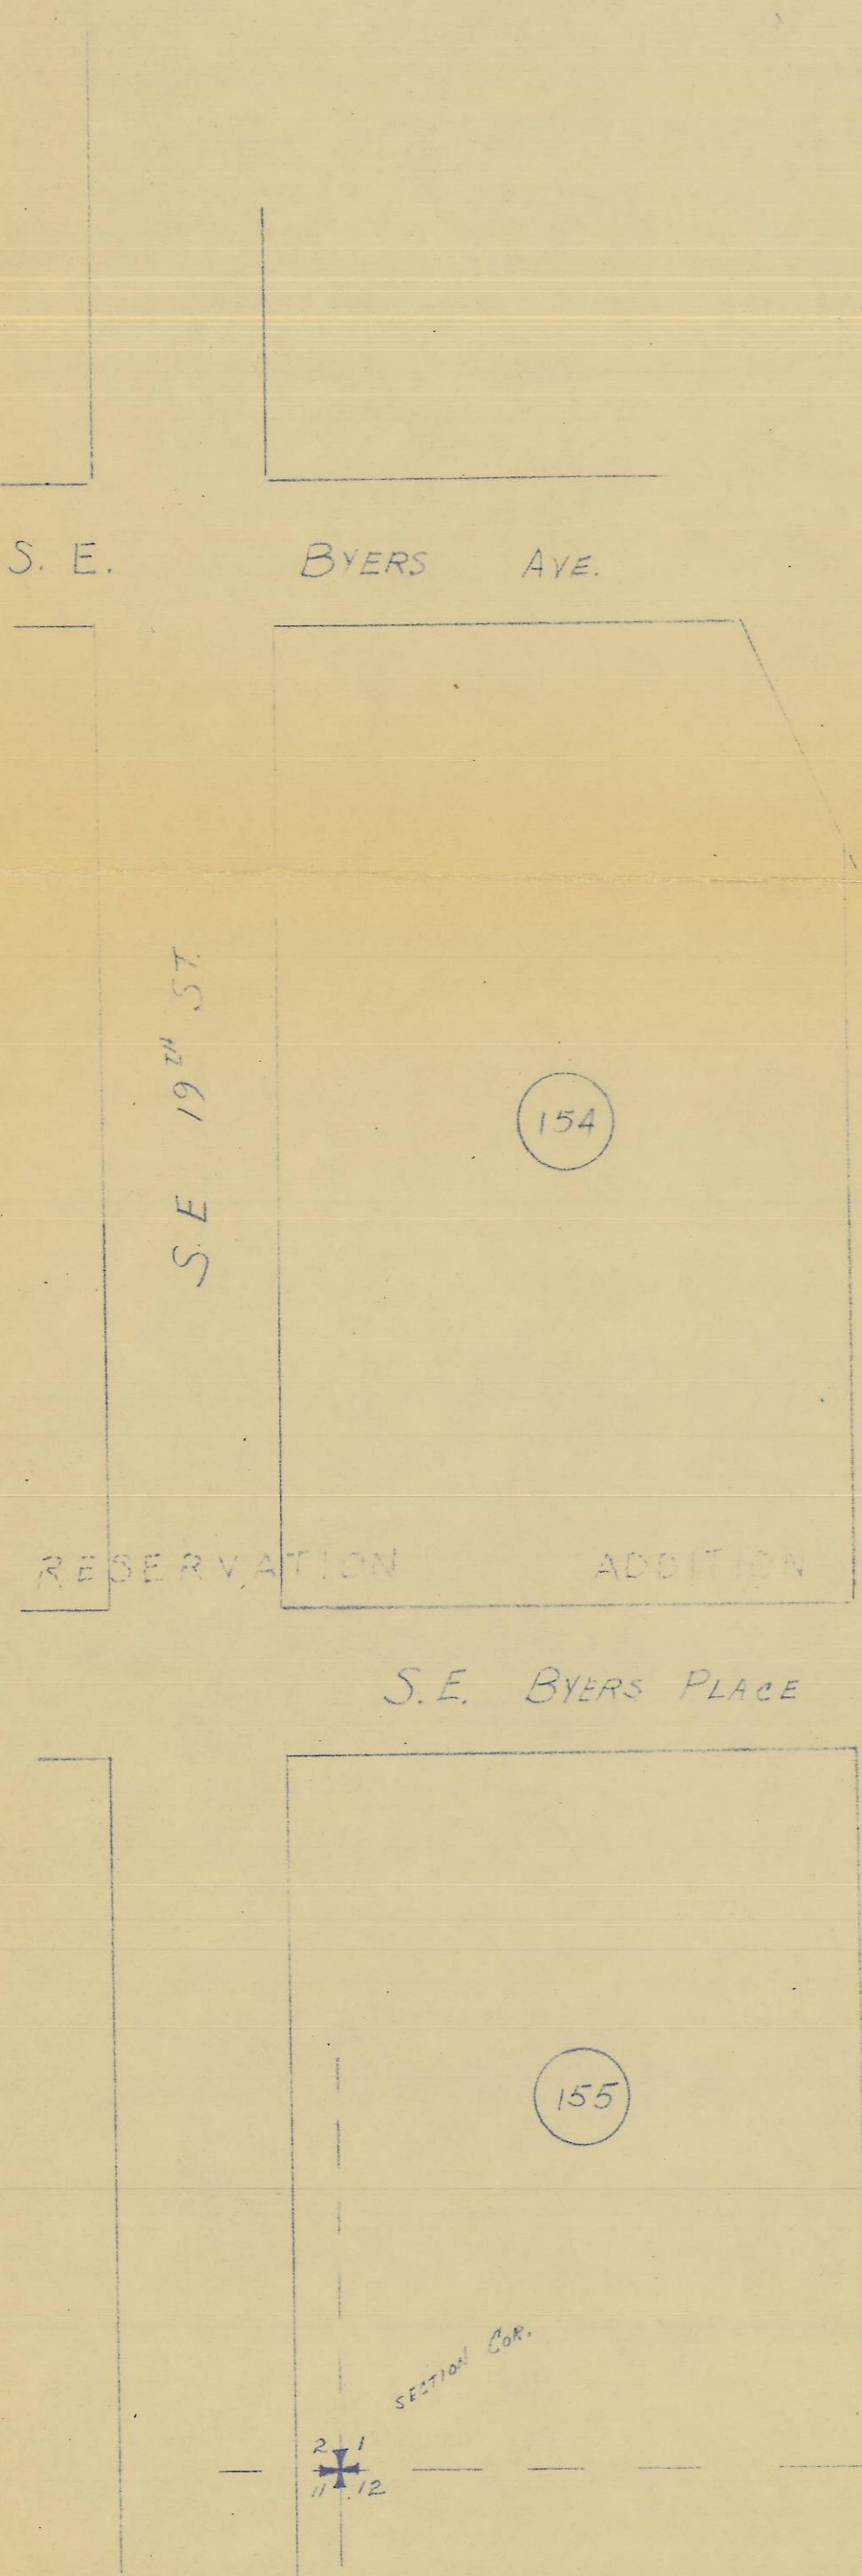 S. E. BYERS AVE.
S E 19TH ST.
154
RESERVATION ADDITION
S. E. BYERS PLACE
155
SECTION COR.
2 1
11 12